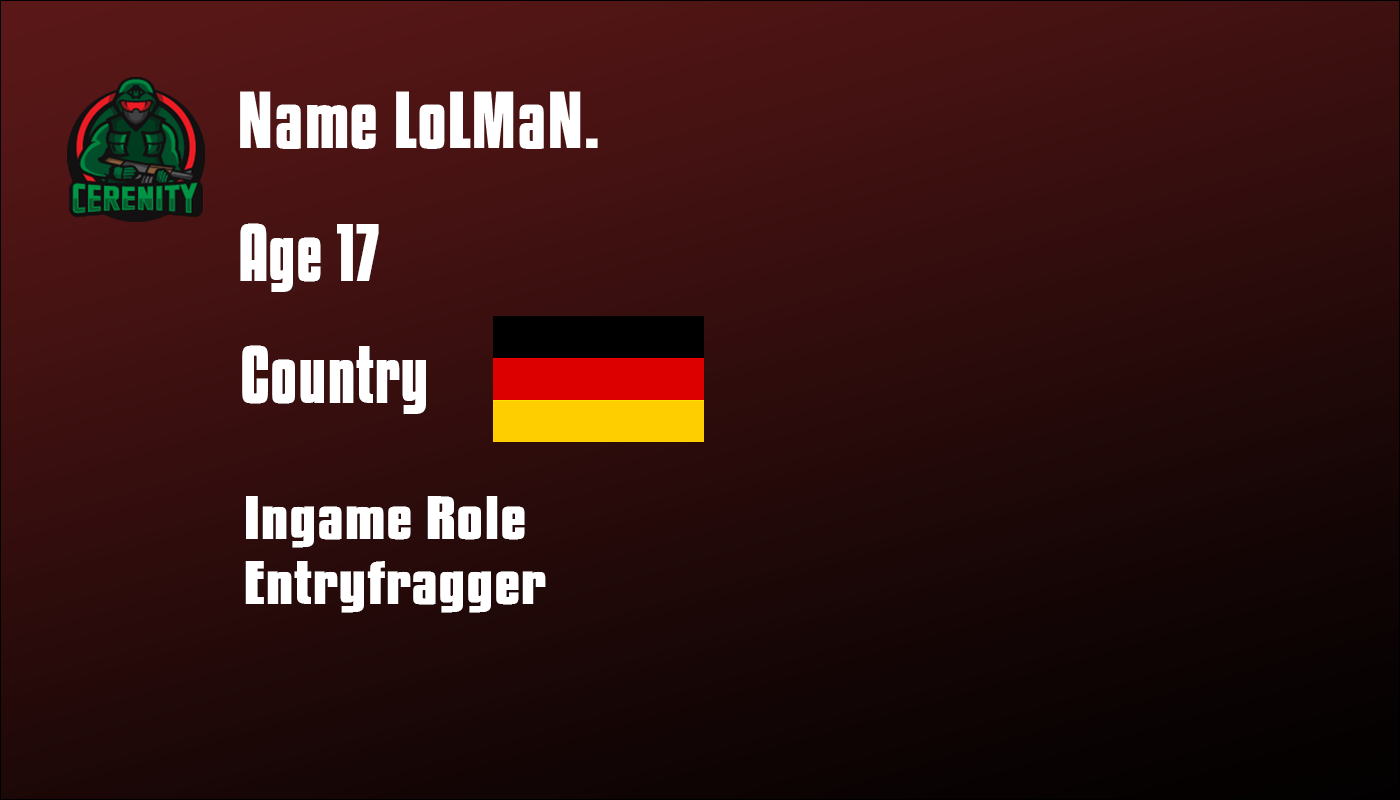 CERENITY
Name LoLMaN.
Age 17
Country
Ingame Role
Entryfragger